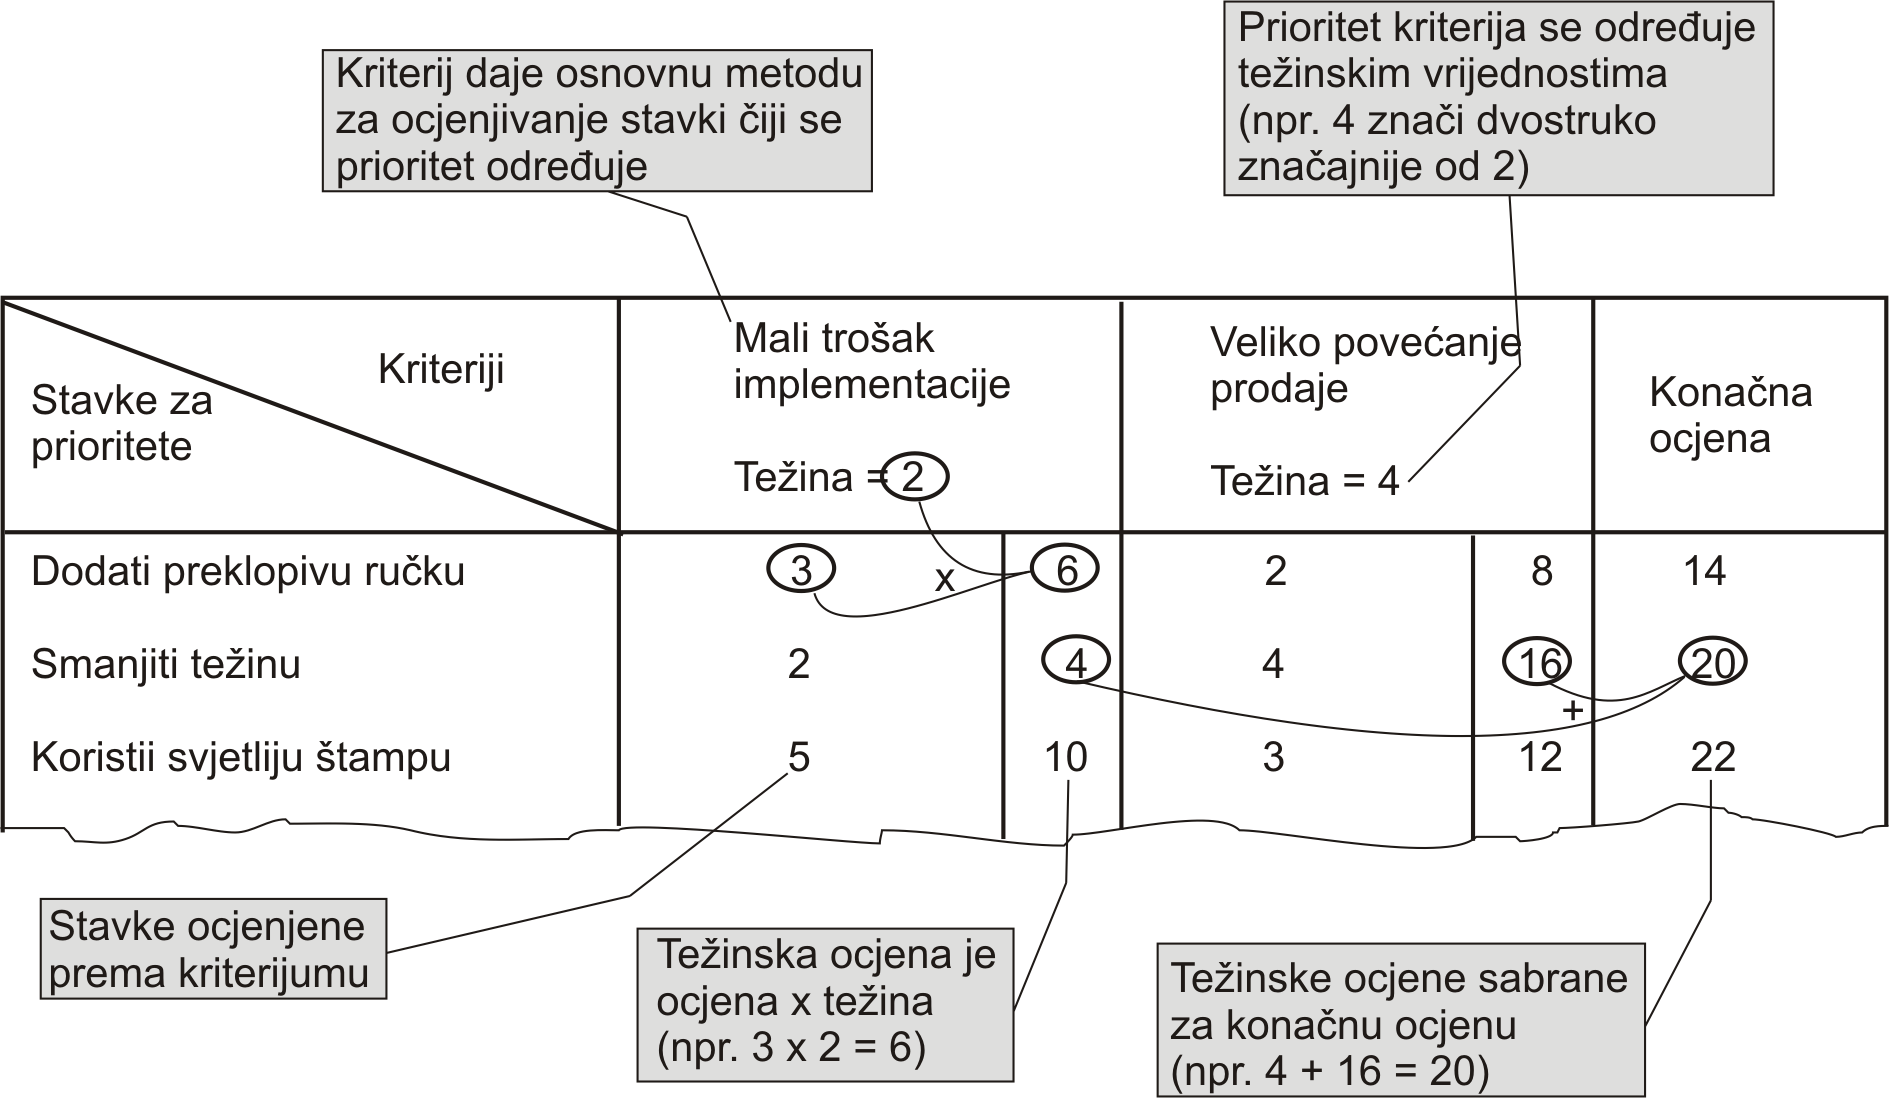 Kriterij daje osnovnu metodu
za ocjenjivanje stavki čiji se
prioritet određuje
Prioritet kriterija se određuje
težinskim vrijednostima
(npr. 4 znači dvostruko
značajnije od 2)
Kriteriji
Stavke za
prioritete
Mali trošak
implementacije
Težina = 2
Veliko povećanje
prodaje
Težina = 4
Konačna
ocjena
Dodati preklopivu ručku 3 x 6 2 8 14
Smanjiti težinu 2 4 4 16 20
+
Koristii svjetliju štampu 5 10 3 12 22
Stavke ocjenjene
prema kriterijumu
Težinska ocjena je
ocjena x težina
(npr. 3 x 2 = 6)
Težinske ocjene sabrane
za konačnu ocjenu
(npr. 4 + 16 = 20)